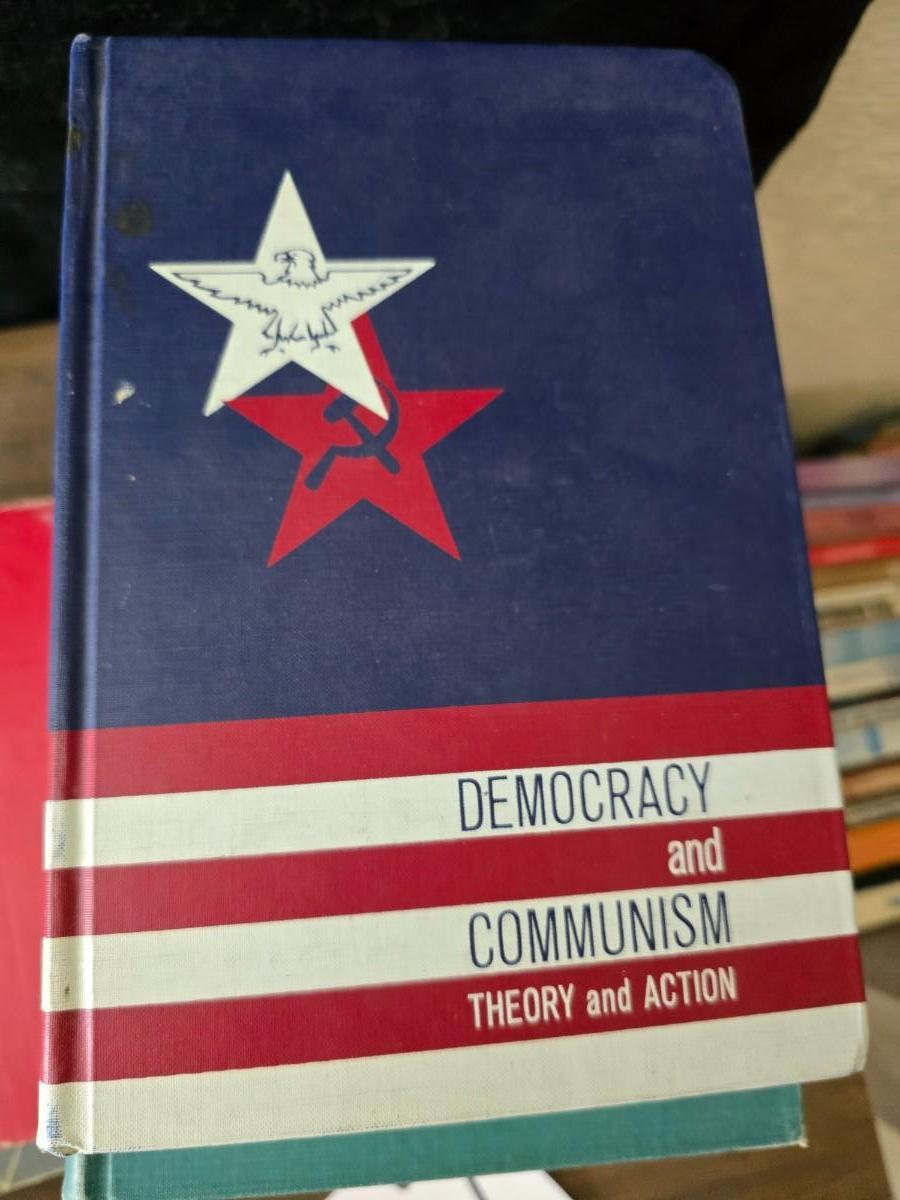 DEMOCRACY
and
COMMUNISM
THEORY and ACTION